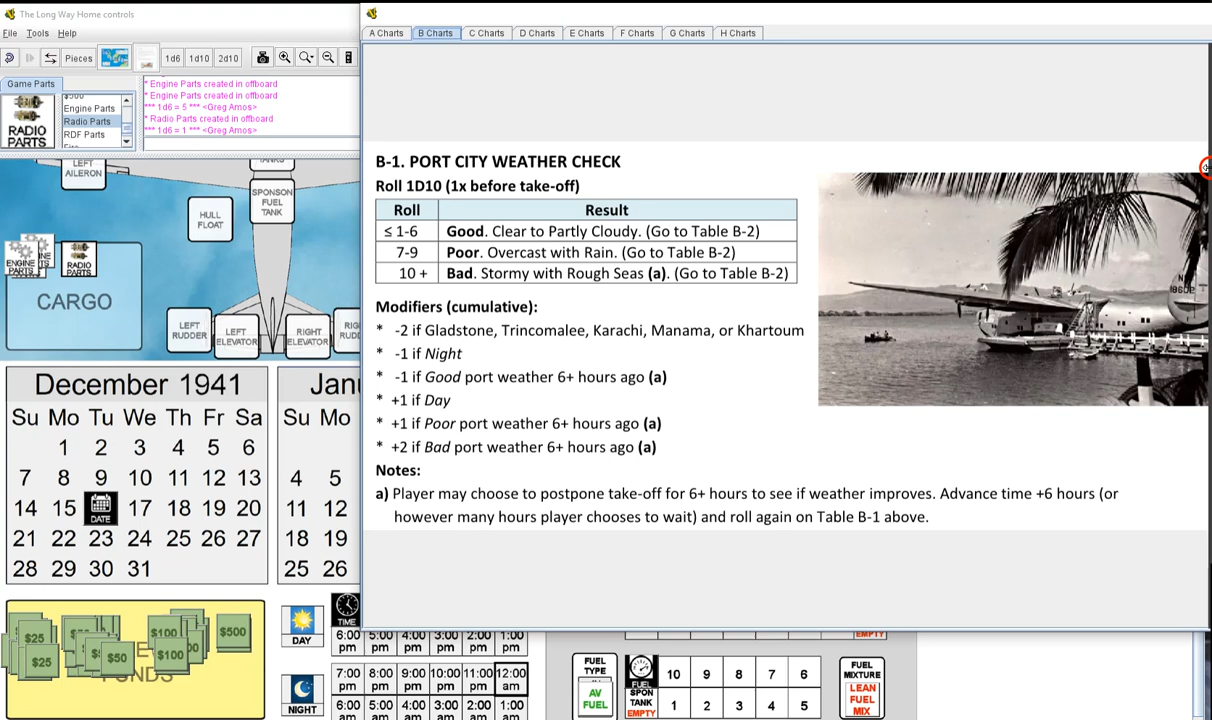 The Long Way Home controls
File Tools Help
Pieces 1d6 1d10 2d10
Game Parts
$500
Engine Parts
Radio Parts
RDF Parts
RADIO
PARTS
* Engine Parts created in offboard
* Engine Parts created in offboard
*** 1d6 = 5 *** <Greg Amos>
* Radio Parts created in offboard
*** 1d6 = 1 *** <Greg Amos>
A Charts B Charts C Charts D Charts E Charts F Charts G Charts H Charts
B-1. PORT CITY WEATHER CHECK
Roll 1D10 (1x before take-off)
Roll Result
≤ 1-6 Good. Clear to Partly Cloudy. (Go to Table B-2)
7-9 Poor. Overcast with Rain. (Go to Table B-2)
10 + Bad. Stormy with Rough Seas (a). (Go to Table B-2)
Modifiers (cumulative):
* -2 if Gladstone, Trincomalee, Karachi, Manama, or Khartoum
* -1 if Night
* -1 if Good port weather 6+ hours ago (a)
* +1 if Day
* +1 if Poor port weather 6+ hours ago (a)
* +2 if Bad port weather 6+ hours ago (a)
Notes:
a) Player may choose to postpone take-off for 6+ hours to see if weather improves. Advance time +6 hours (or
however many hours player chooses to wait) and roll again on Table B-1 above.
LEFT
AILERON
TANKS
SPONSON
FUEL
TANK
HULL
FLOAT
ENGINE
PARTS
RADIO
PARTS
CARGO
LEFT
RUDDER
LEFT
ELEVATOR
RIGHT
ELEVATOR
December 1941
Su Mo Tu We Th Fr Sa
1 2 3 4 5 6
7 8 9 10 11 12 13
14 15 DATE 17 18 19 20
21 22 23 24 25 26 27
28 29 30 31
Su Mo
4 5
11 12
18 19
25 26
$25
$25
$50
$100
$100
$500
DAY
TIME
6:00 5:00 4:00 3:00 2:00 1:00
pm pm pm pm pm pm
NIGHT
7:00 8:00 9:00 10:00 11:00 12:00
pm pm pm pm pm am
6:00 5:00 4:00 3:00 2:00 1:00
am am am am am am
EMPTY
FUEL
TYPE
AV
FUEL
FUEL
SPON
TANK
EMPTY
10 9 8 7 6
1 2 3 4 5
FUEL
MIXTURE
LEAN
FUEL
MIX